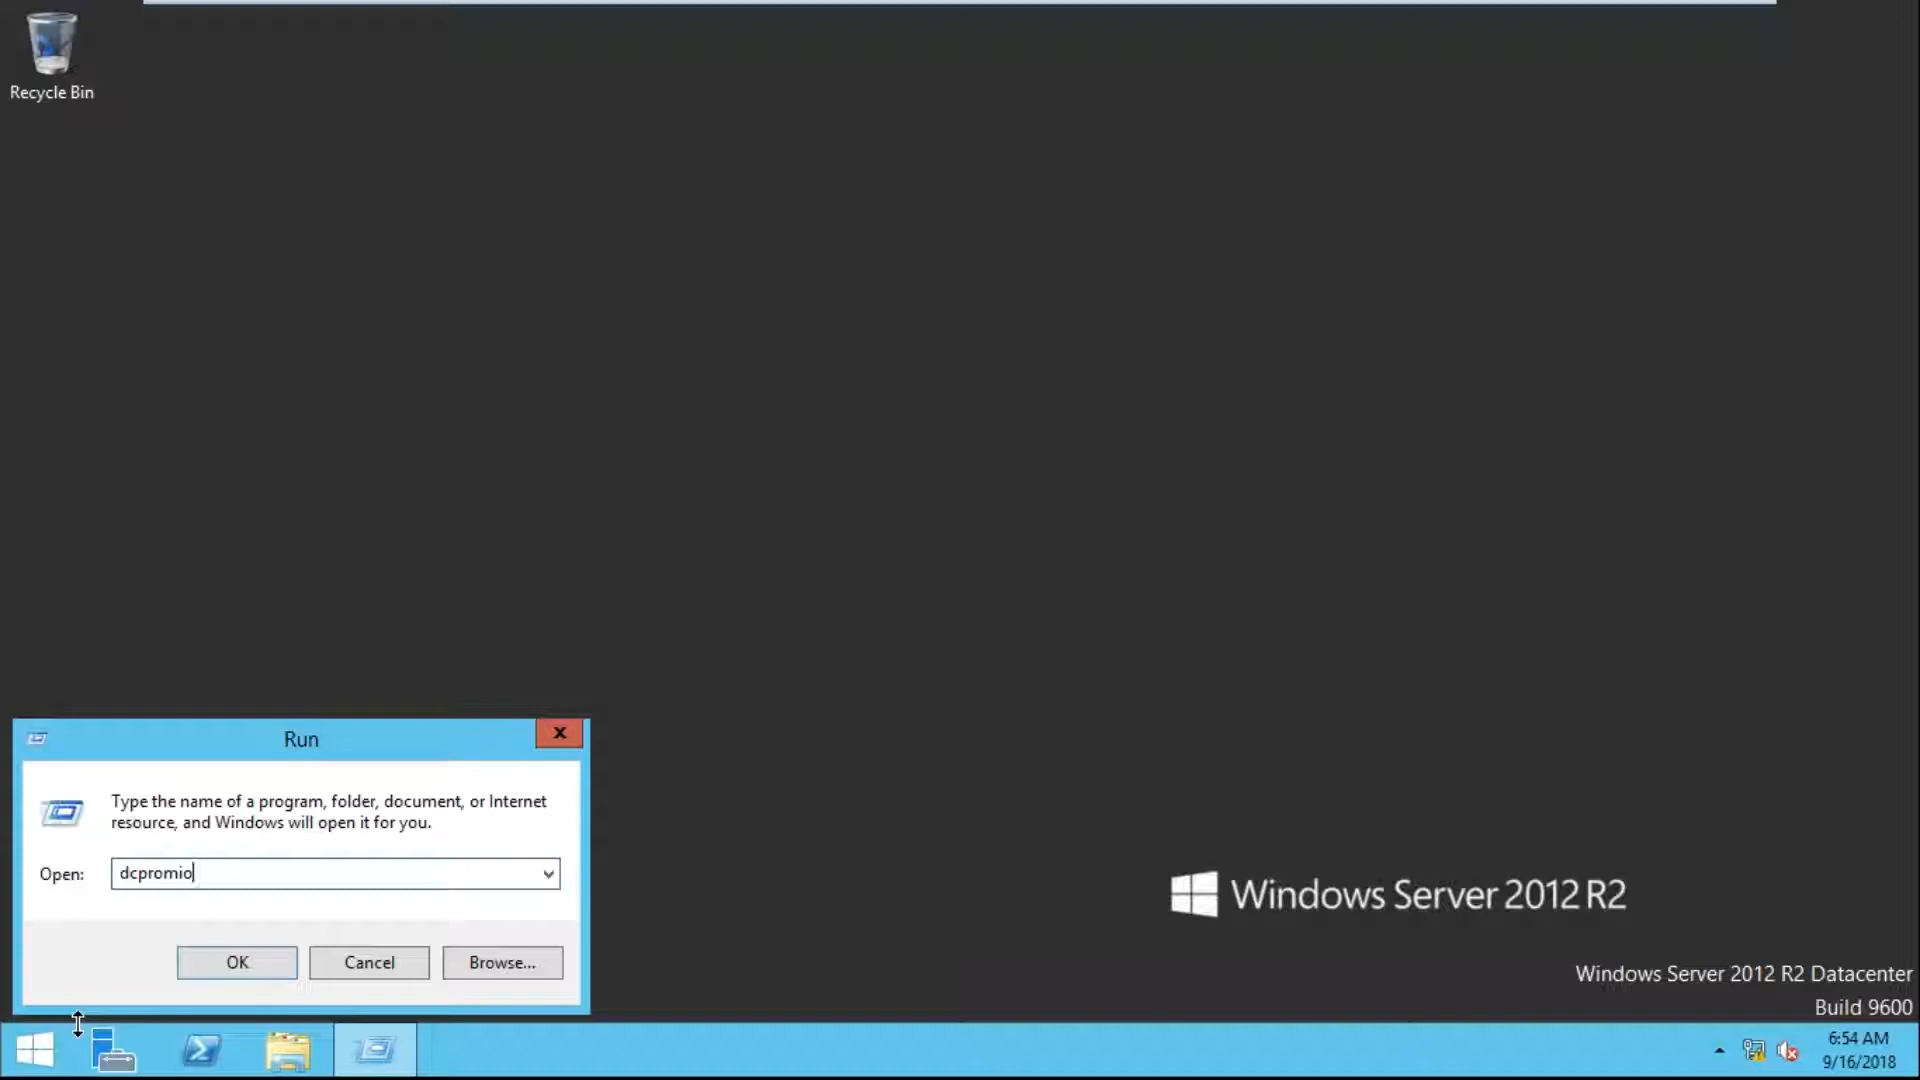 Recycle Bin
Run
X
Type the name of a program, folder, document, or Internet
resource, and Windows will open it for you.
Open:
dcpromio
OK
Cancel
Browse...
Windows Server 2012 R2
Windows Server 2012 R2 Datacenter
Build 9600
6:54 AM
9/16/2018